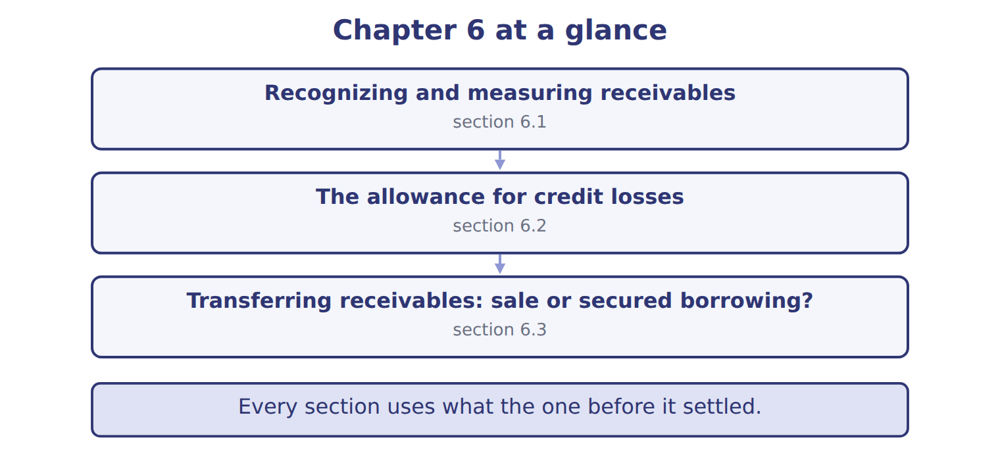 Chapter 6 at a glance
Recognizing and measuring receivables
section 6.1
The allowance for credit losses
section 6.2
Transferring receivables: sale or secured borrowing?
section 6.3
Every section uses what the one before it settled.